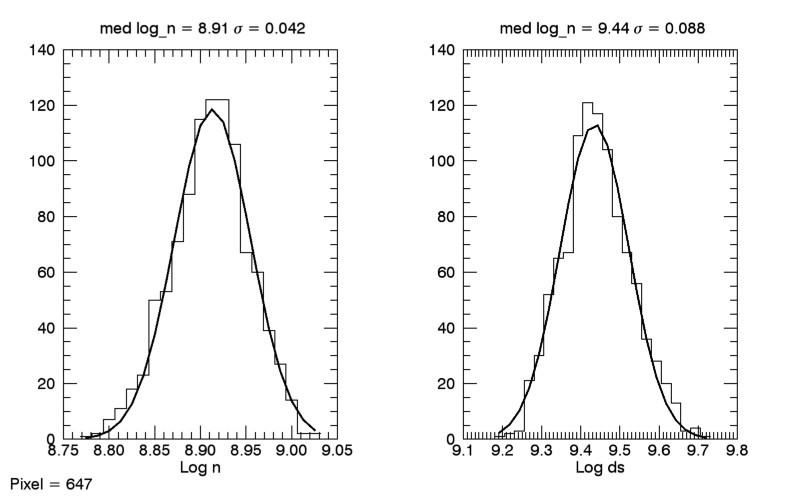 med log_n = 8.91 σ = 0.042
140
120
100
80
60
40
20
0
8.75 8.80 8.85 8.90 8.95 9.00 9.05
Log n
med log_n = 9.44 σ = 0.088
140
120
100
80
60
40
20
0
9.1 9.2 9.3 9.4 9.5 9.6 9.7 9.8
Log ds
Pixel = 647